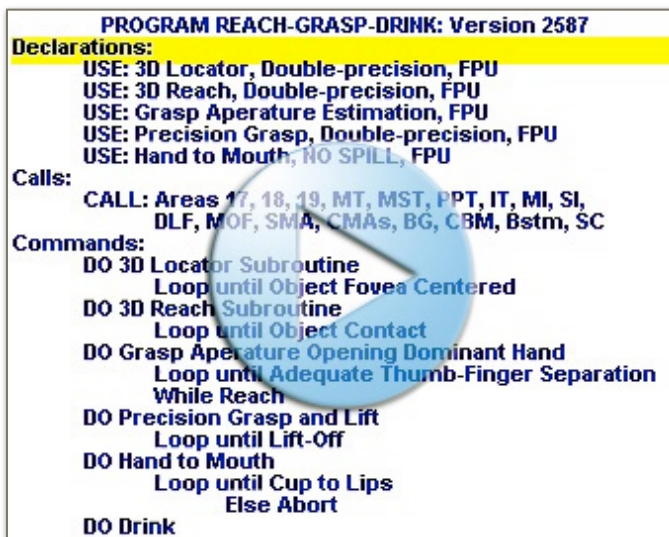 PROGRAM REACH-GRASP-DRINK: Version 2587
Declarations:
USE: 3D Locator, Double-precision, FPU
USE: 3D Reach, Double-precision, FPU
USE: Grasp Aperature Estimation, FPU
USE: Precision Grasp, Double-precision, FPU
USE: Hand to Mouth, NO SPILL, FPU
Calls:
CALL: Areas 17, 18, 19, MT, MST, PPT, IT, MI, SI,
DLF, MOF, SMA, CMAs, BG, CBM, Bstm, SC
Commands:
DO 3D Locator Subroutine
Loop until Object Fovea Centered
DO 3D Reach Subroutine
Loop until Object Contact
DO Grasp Aperature Opening Dominant Hand
Loop until Adequate Thumb-Finger Separation
While Reach
DO Precision Grasp and Lift
Loop until Lift-Off
DO Hand to Mouth
Loop until Cup to Lips
Else Abort
DO Drink